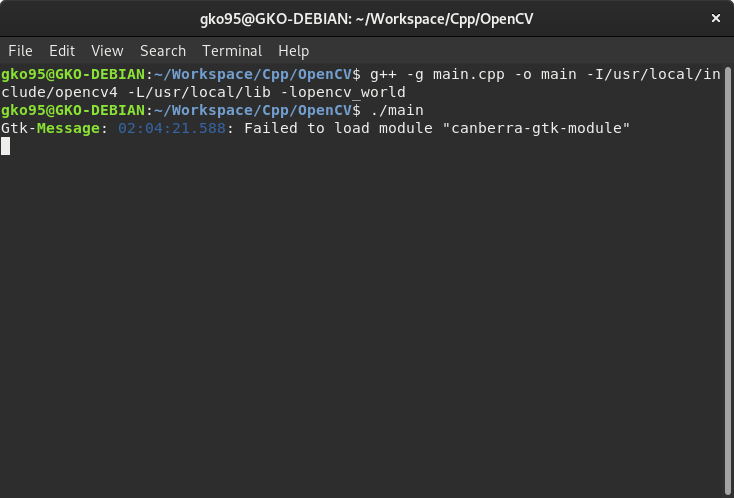 gko95@GKO-DEBIAN: ~/Workspace/Cpp/OpenCV
×
File Edit View Search Terminal Help
gko95@GKO-DEBIAN:~/Workspace/Cpp/OpenCV$ g++ -g main.cpp -o main -I/usr/local/in
clude/opencv4 -L/usr/local/lib -lopencv_world
gko95@GKO-DEBIAN:~/Workspace/Cpp/OpenCV$ ./main
Gtk-Message: 02:04:21.588: Failed to load module "canberra-gtk-module"